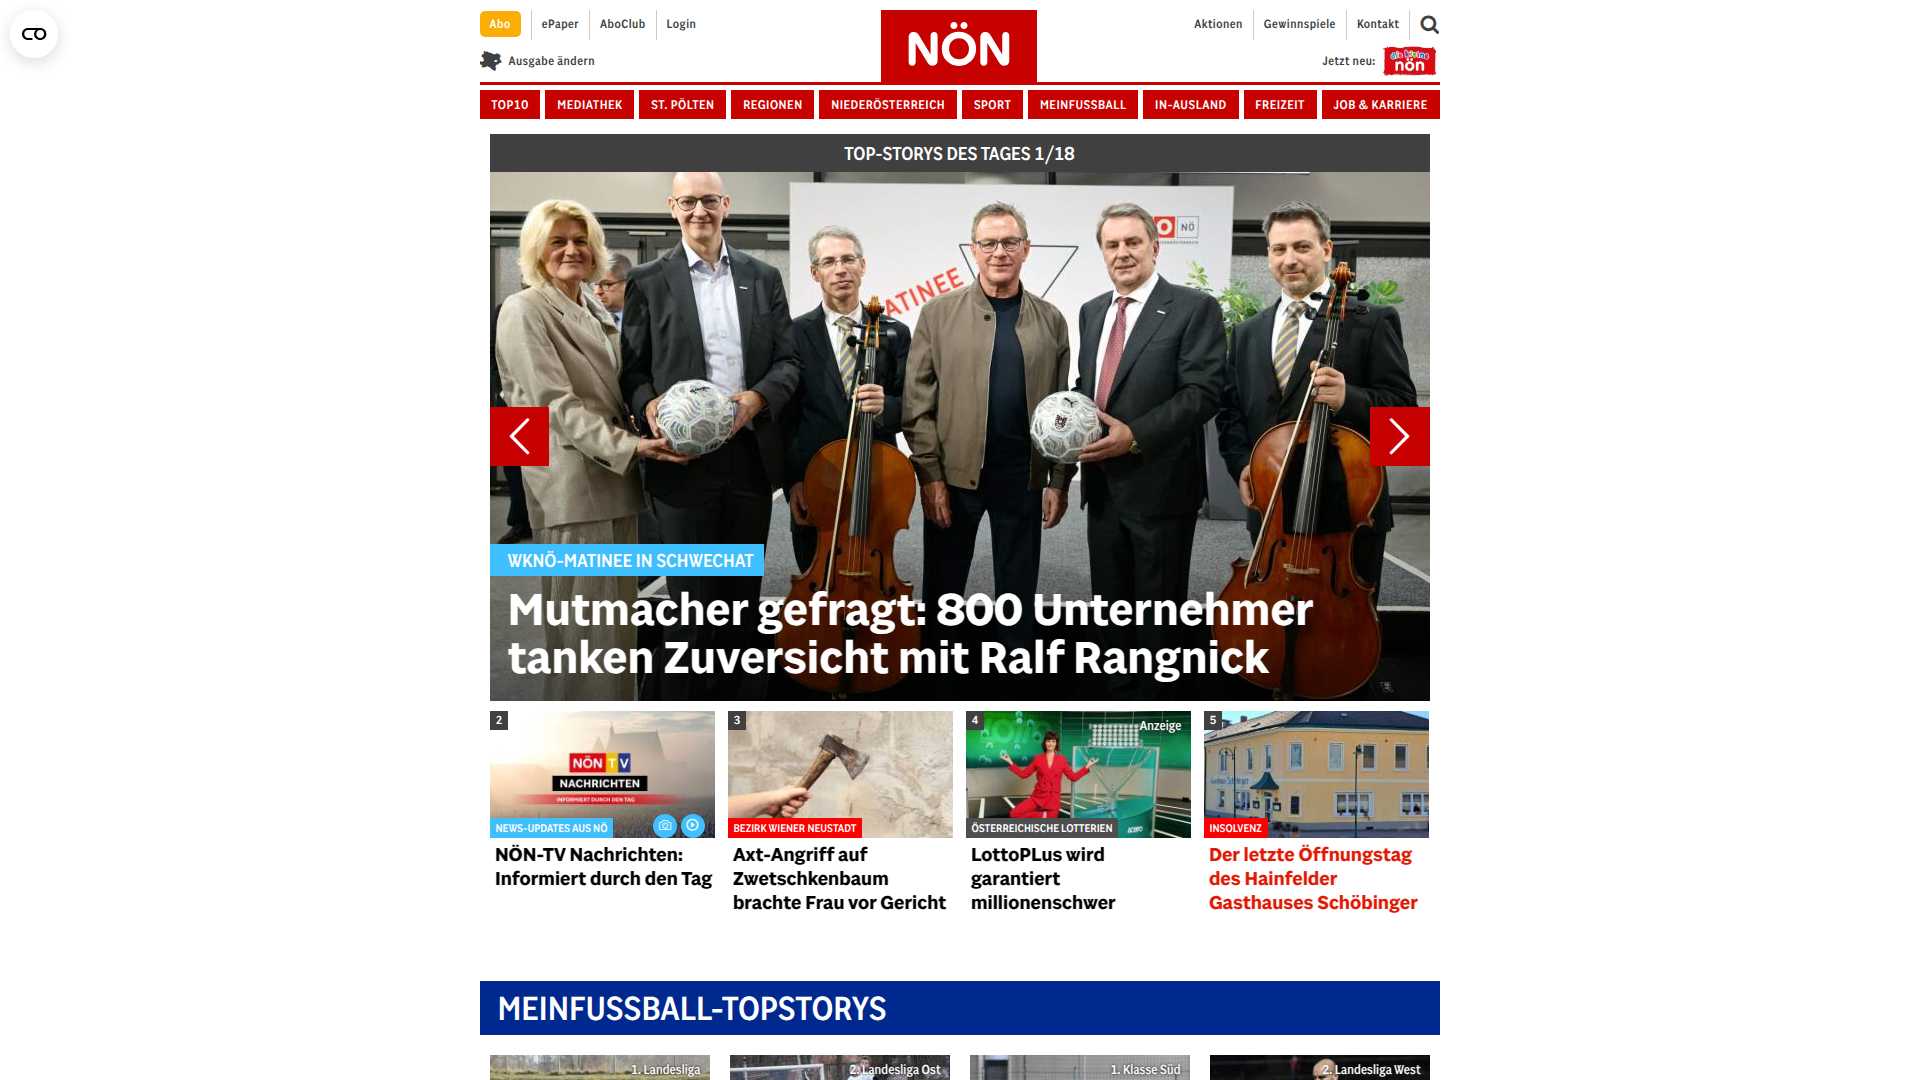 Abo
ePaper
AboClub
Login
NÖN
Aktionen
Gewinnspiele
Kontakt
Ausgabe ändern
Jetzt neu:
die kleine
nön
TOP10
MEDIATHEK
ST. PÖLTEN
REGIONEN
NIEDERÖSTERREICH
SPORT
MEINFUSSBALL
IN-AUSLAND
FREIZEIT
JOB & KARRIERE
TOP-STORYS DES TAGES 1/18
NÖ
ATINEE
WKNÖ-MATINEE IN SCHWECHAT
Mutmacher gefragt: 800 Unternehmer
tanken Zuversicht mit Ralf Rangnick
2
NÖN TV
NACHRICHTEN
INFORMIERT DURCH DEN TAG
NEWS-UPDATES AUS NÖ
NÖN-TV Nachrichten:
Informiert durch den Tag
3
BEZIRK WIENER NEUSTADT
Axt-Angriff auf
Zwetschkenbaum
brachte Frau vor Gericht
4
Anzeige
ÖSTERREICHISCHE LOTTERIEN
LottoPLus wird
garantiert
millionenschwer
5
INSOLVENZ
Der letzte Öffnungstag
des Hainfelder
Gasthauses Schöbinger
MEINFUSSBALL-TOPSTORYS
1. Landesliga
2. Landesliga Ost
1. Klasse Süd
2. Landesliga West